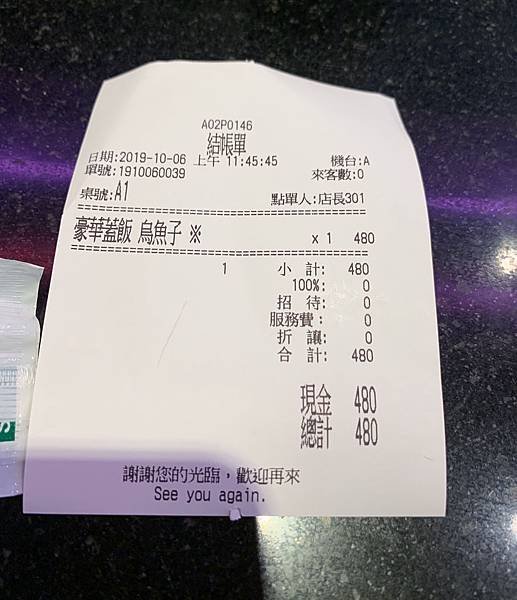 A02P0146
結帳單
日期:2019-10-06 上午 11:45:45 機台:A
單號:1910060039 來客數:0
桌號:A1 點單人:店長301
豪華蓋飯 烏魚子 ※ x 1 480
1 小 計: 480
100%: 0
招 待: 0
服務費: 0
折 讓: 0
合 計: 480
現金 480
總計 480
謝謝您的光臨,歡迎再來
See you again.